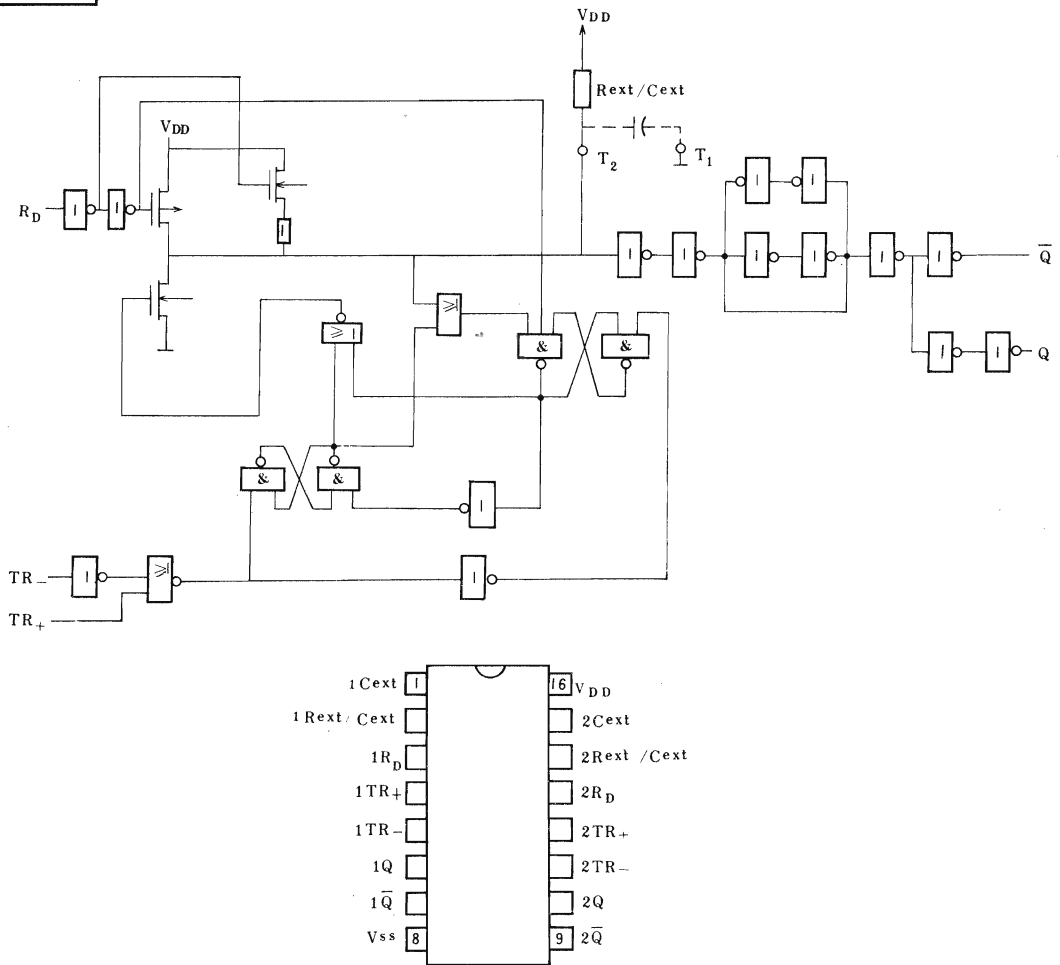 VDD
Rext/Cext
VDD
T2
T1
RD
1
1
1
1
1
1
1
1
1
1
1
Q̅
≥1
≥1
&
&
1
1
Q
&
&
1
TR−
1
≥1
1
TR+
1Cext 1 16 VDD
1Rext/Cext 2Cext
1RD 2Rext/Cext
1TR+ 2RD
1TR− 2TR+
1Q 2TR−
1Q̅ 2Q
Vss 8 9 2Q̅